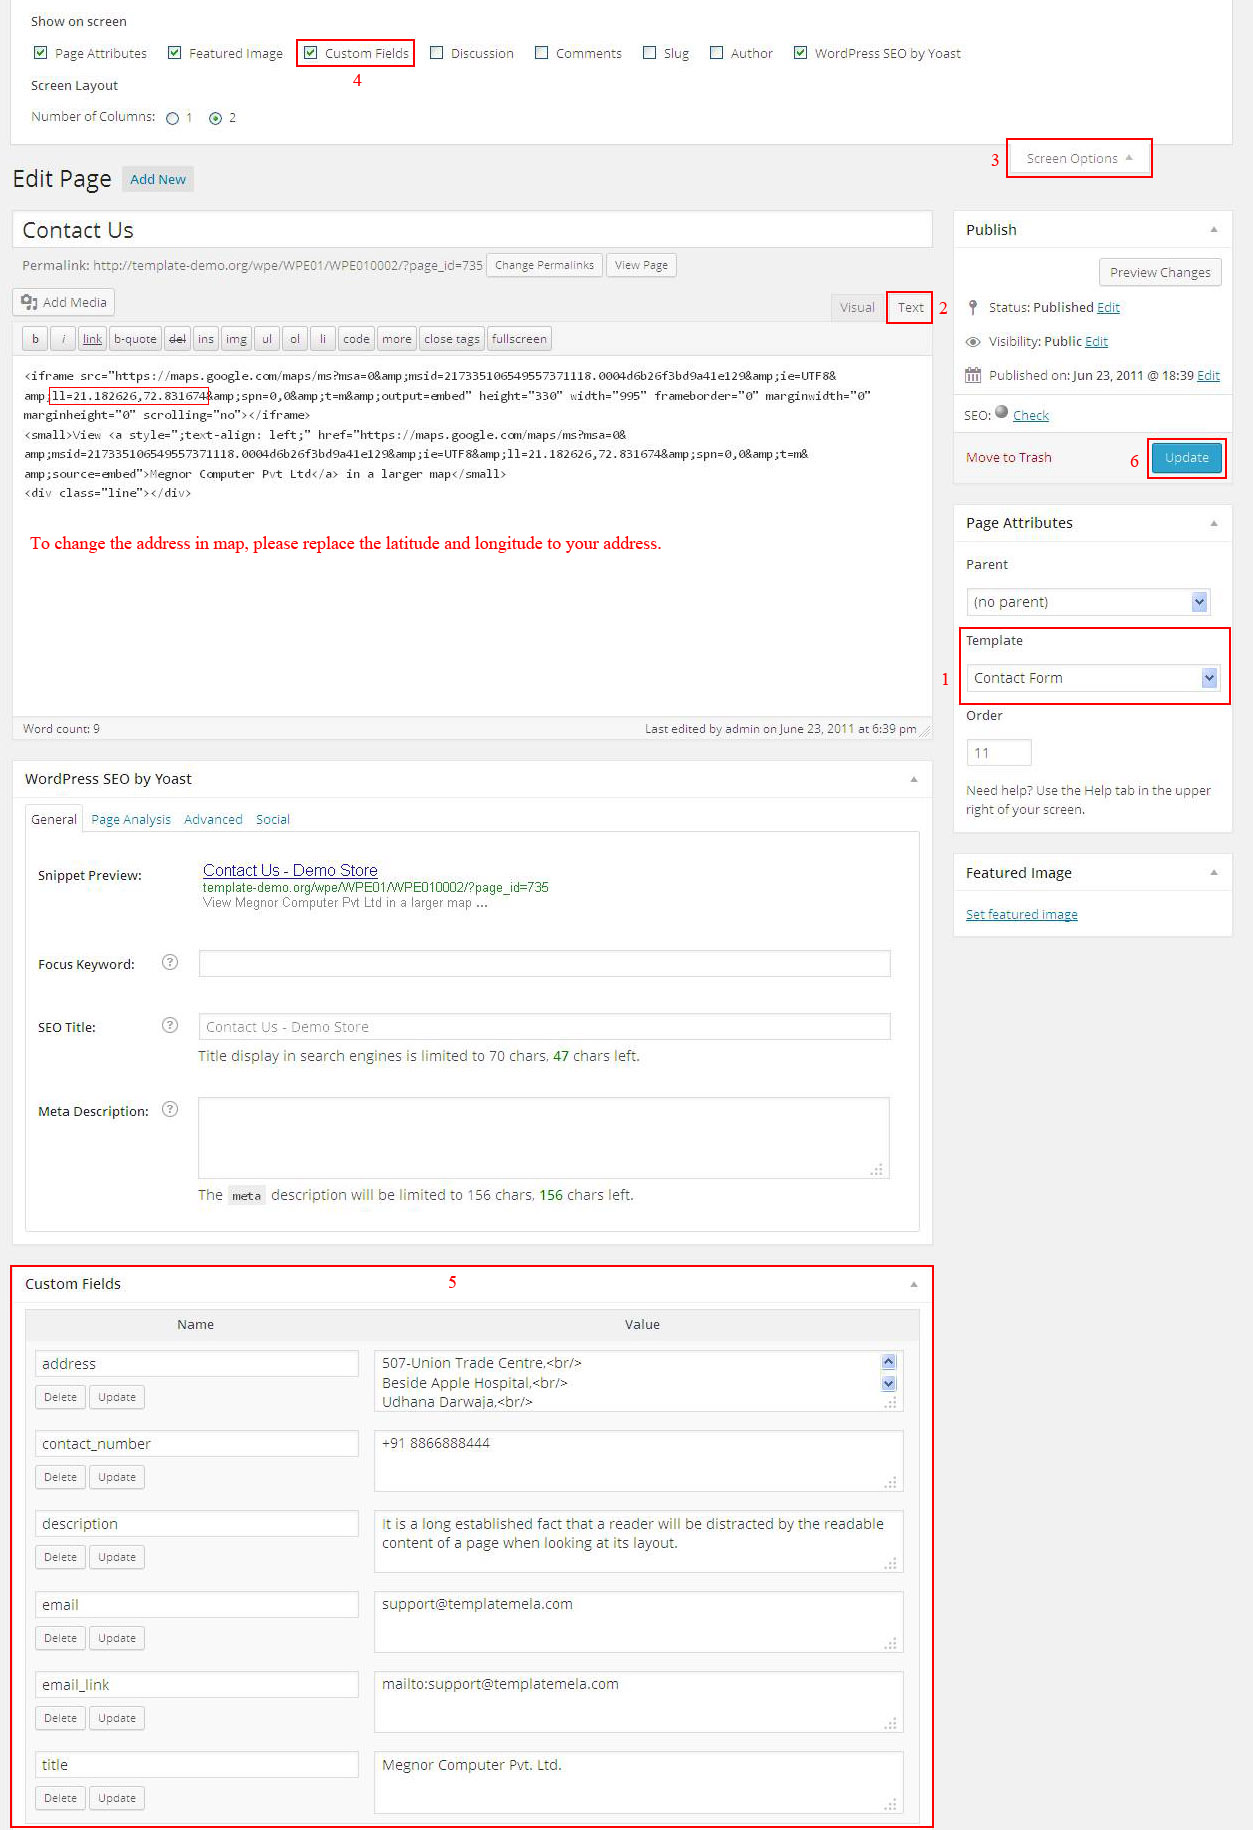 Show on screen
Page Attributes Featured Image Custom Fields Discussion Comments Slug Author WordPress SEO by Yoast
4
Screen Layout
Number of Columns: 1 2
3 Screen Options
Edit Page Add New
Contact Us
Permalink: http://template-demo.org/wpe/WPE01/WPE010002/?page_id=735 Change Permalinks View Page
Add Media
Visual Text 2
b i link b-quote del ins img ul ol li code more close tags fullscreen
<iframe src="https://maps.google.com/maps/ms?msa=0&amp;msid=217335106549557371118.0004d6b26f3bd9a41e129&amp;ie=UTF8&
amp;ll=21.182626,72.831674&amp;spn=0,0&amp;t=m&amp;output=embed" height="330" width="995" frameborder="0" marginwidth="0"
marginheight="0" scrolling="no"></iframe>
<small>View <a style=";text-align: left;" href="https://maps.google.com/maps/ms?msa=0&
amp;msid=217335106549557371118.0004d6b26f3bd9a41e129&amp;ie=UTF8&amp;ll=21.182626,72.831674&amp;spn=0,0&amp;t=m&
amp;source=embed">Megnor Computer Pvt Ltd</a> in a larger map</small>
<div class="line"></div>
To change the address in map, please replace the latitude and longitude to your address.
Word count: 9 Last edited by admin on June 23, 2011 at 6:39 pm
Publish
Preview Changes
Status: Published Edit
Visibility: Public Edit
Published on: Jun 23, 2011 @ 18:39 Edit
SEO: Check
Move to Trash 6 Update
Page Attributes
Parent
(no parent)
Template
1 Contact Form
Order
11
Need help? Use the Help tab in the upper
right of your screen.
Featured Image
Set featured image
WordPress SEO by Yoast
General Page Analysis Advanced Social
Snippet Preview: Contact Us - Demo Store
template-demo.org/wpe/WPE01/WPE010002/?page_id=735
View Megnor Computer Pvt Ltd in a larger map ...
Focus Keyword: ?
SEO Title: ? Contact Us - Demo Store
Title display in search engines is limited to 70 chars, 47 chars left.
Meta Description: ?
The meta description will be limited to 156 chars, 156 chars left.
Custom Fields 5
Name Value
address 507-Union Trade Centre,<br/>
Beside Apple Hospital,<br/>
Udhana Darwaja,<br/>
Delete Update
contact_number +91 8866888444
Delete Update
description It is a long established fact that a reader will be distracted by the readable
content of a page when looking at its layout.
Delete Update
email support@templatemela.com
Delete Update
email_link mailto:support@templatemela.com
Delete Update
title Megnor Computer Pvt. Ltd.
Delete Update